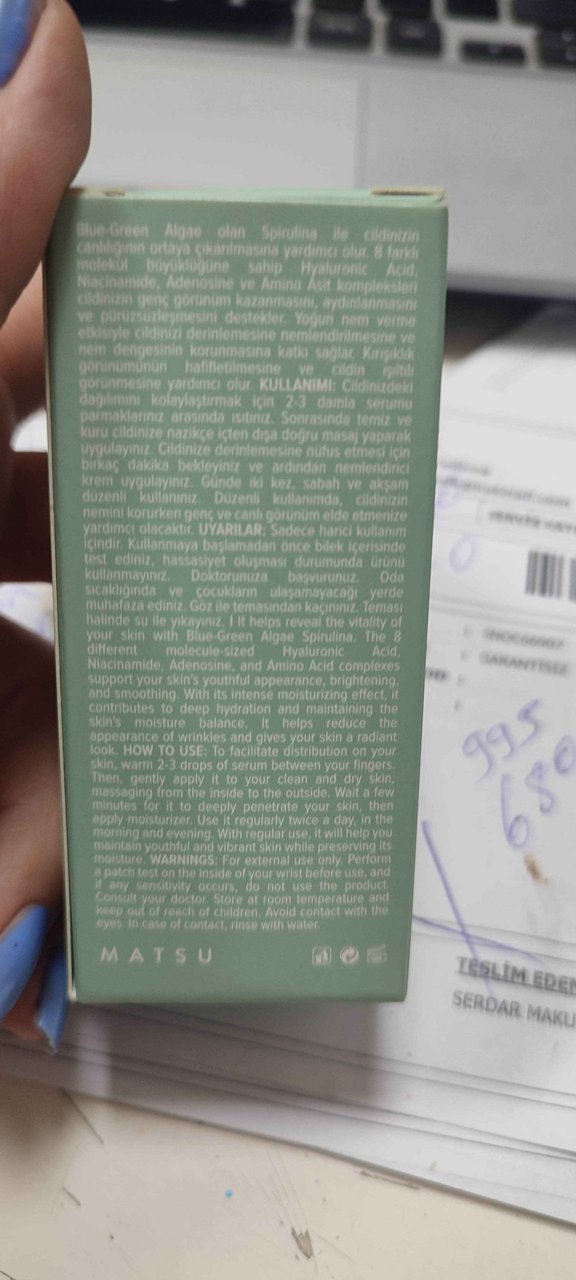 Blue-Green Algae olan Spirulina ile cildinizin
canlılığının ortaya çıkarılmasına yardımcı olur. 8 farklı
molekül büyüklüğüne sahip Hyaluronic Acid,
Niacinamide, Adenosine ve Amino Asit kompleksleri
cildinizin genç görünüm kazanmasını, aydınlanmasını
ve pürüzsüzleşmesini destekler. Yoğun nem verme
etkisiyle cildinizi derinlemesine nemlendirilmesine ve
nem dengesinin korunmasına katkı sağlar. Kırışıklık
görünümünün hafifletilmesine ve cildin ışıltılı
görünmesine yardımcı olur. KULLANIMI: Cildinizdeki
dağılımını kolaylaştırmak için 2-3 damla serumu
parmaklarınız arasında ısıtınız. Sonrasında temiz ve
kuru cildinize nazikçe içten dışa doğru masaj yaparak
uygulayınız. Cildinize derinlemesine nüfus etmesi için
birkaç dakika bekleyiniz ve ardından nemlendirici
krem uygulayınız. Günde iki kez, sabah ve akşam
düzenli kullanınız. Düzenli kullanımda, cildinizin
nemini korurken genç ve canlı görünüm elde etmenize
yardımcı olacaktır. UYARILAR: Sadece harici kullanım
içindir. Kullanmaya başlamadan önce bilek içerisinde
test ediniz, hassasiyet oluşması durumunda ürünü
kullanmayınız. Doktorunuza başvurunuz. Oda
sıcaklığında ve çocukların ulaşamayacağı yerde
muhafaza ediniz. Göz ile temasından kaçınınız. Teması
halinde su ile yıkayınız. I It helps reveal the vitality of
your skin with Blue-Green Algae Spirulina. The 8
different molecule-sized Hyaluronic Acid,
Niacinamide, Adenosine, and Amino Acid complexes
support your skin's youthful appearance, brightening,
and smoothing. With its intense moisturizing effect, it
contributes to deep hydration and maintaining the
skin's moisture balance. It helps reduce the
appearance of wrinkles and gives your skin a radiant
look. HOW TO USE: To facilitate distribution on your
skin, warm 2-3 drops of serum between your fingers.
Then, gently apply it to your clean and dry skin,
massaging from the inside to the outside. Wait a few
minutes for it to deeply penetrate your skin, then
apply moisturizer. Use it regularly twice a day, in the
morning and evening. With regular use, it will help you
maintain youthful and vibrant skin while preserving its
moisture. WARNINGS: For external use only. Perform
a patch test on the inside of your wrist before use, and
if any sensitivity occurs, do not use the product.
Consult your doctor. Store at room temperature and
keep out of reach of children. Avoid contact with the
eyes. In case of contact, rinse with water.
MATSU
GARANTİSİZ
995
680
TESLİM EDEN
SERDAR MAKU